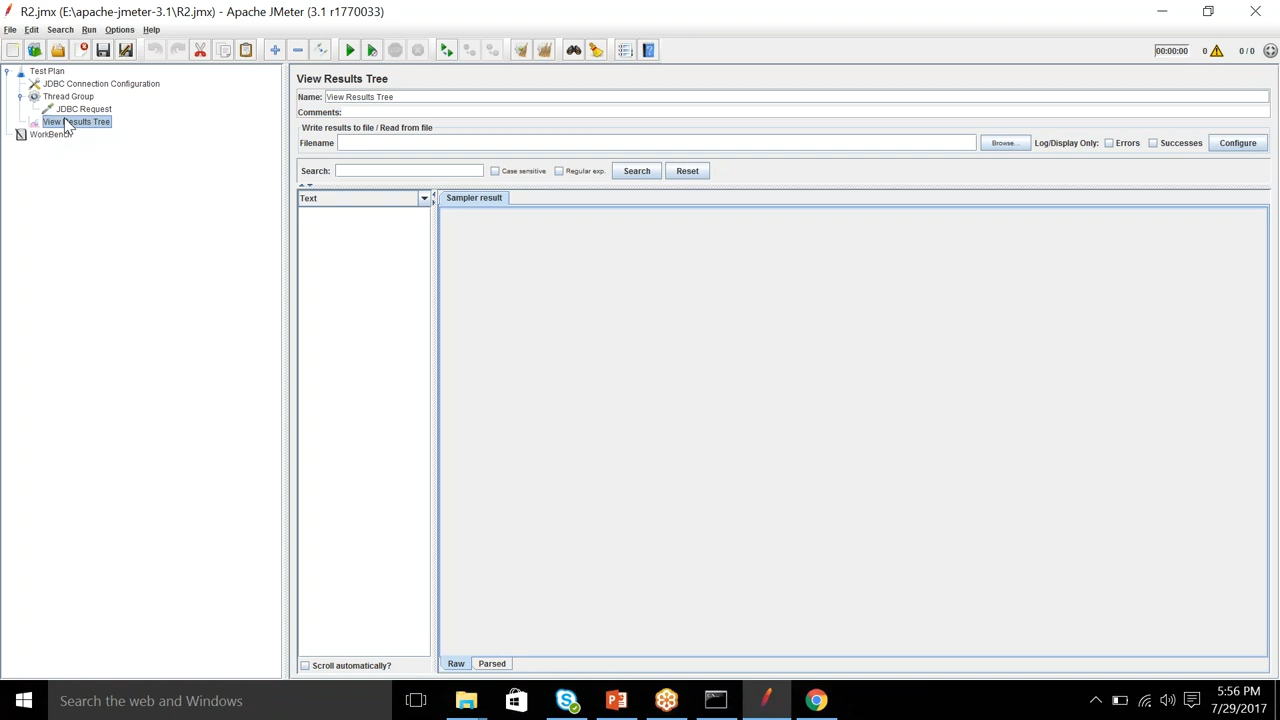 R2.jmx (E:\apache-jmeter-3.1\R2.jmx) - Apache JMeter (3.1 r1770033)
File Edit Search Run Options Help
00:00:00 0 0 / 0
Test Plan
JDBC Connection Configuration
Thread Group
JDBC Request
View Results Tree
WorkBench
View Results Tree
Name: View Results Tree
Comments:
Write results to file / Read from file
Filename Browse... Log/Display Only: Errors Successes Configure
Search: Case sensitive Regular exp. Search Reset
Text Sampler result
Scroll automatically? Raw Parsed
Search the web and Windows
5:56 PM
7/29/2017